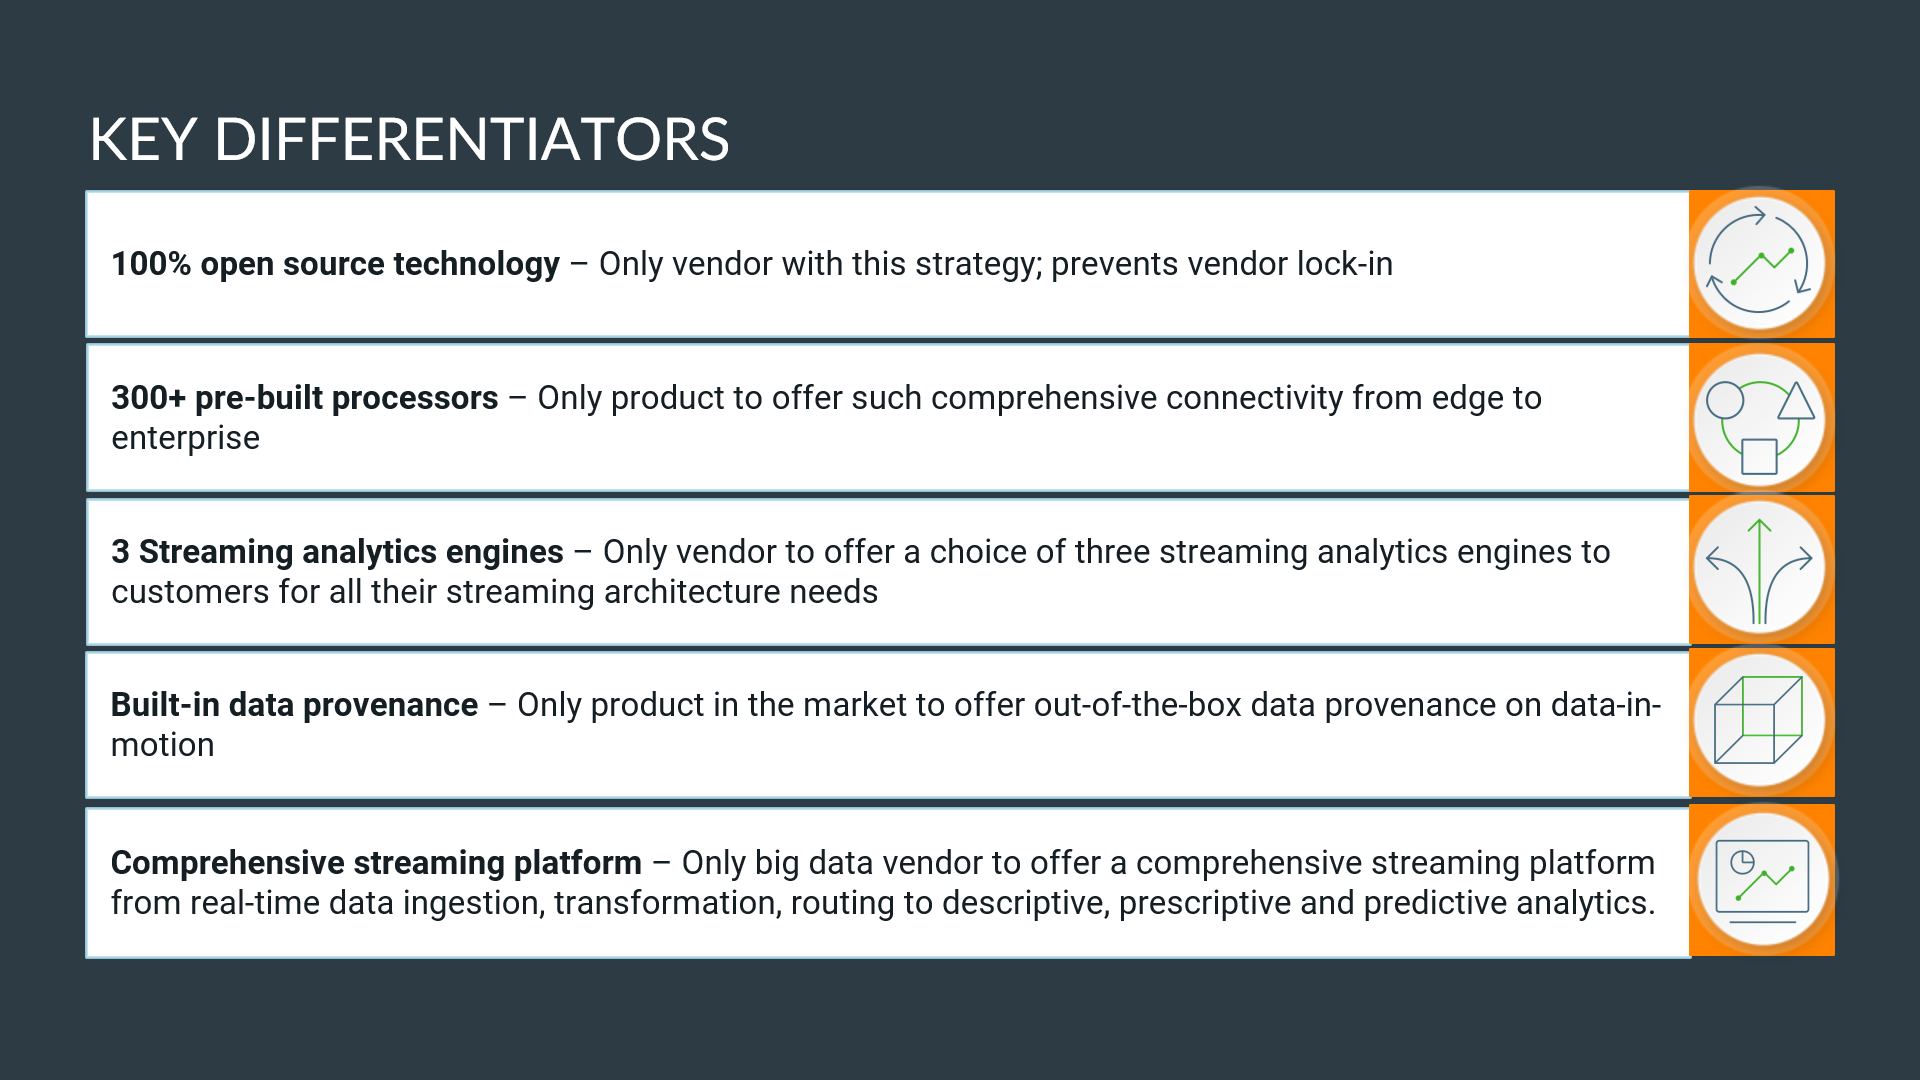 KEY DIFFERENTIATORS
100% open source technology – Only vendor with this strategy; prevents vendor lock-in
300+ pre-built processors – Only product to offer such comprehensive connectivity from edge to
enterprise
3 Streaming analytics engines – Only vendor to offer a choice of three streaming analytics engines to
customers for all their streaming architecture needs
Built-in data provenance – Only product in the market to offer out-of-the-box data provenance on data-in-
motion
Comprehensive streaming platform – Only big data vendor to offer a comprehensive streaming platform
from real-time data ingestion, transformation, routing to descriptive, prescriptive and predictive analytics.